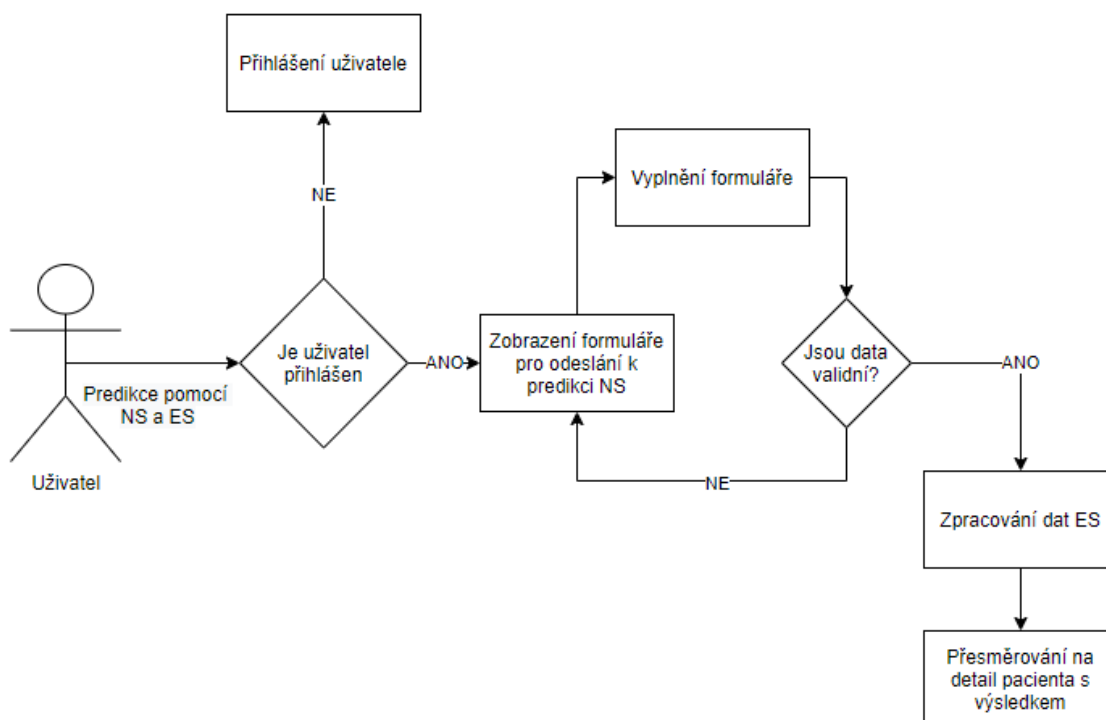 Přihlášení uživatele
NE
Vyplnění formuláře
Je uživatel
přihlášen
ANO
Zobrazení formuláře
pro odeslání k
predikci NS
Jsou data
validní?
ANO
Predikce pomocí
NS a ES
Uživatel
NE
Zpracování dat ES
Přesměrování na
detail pacienta s
výsledkem